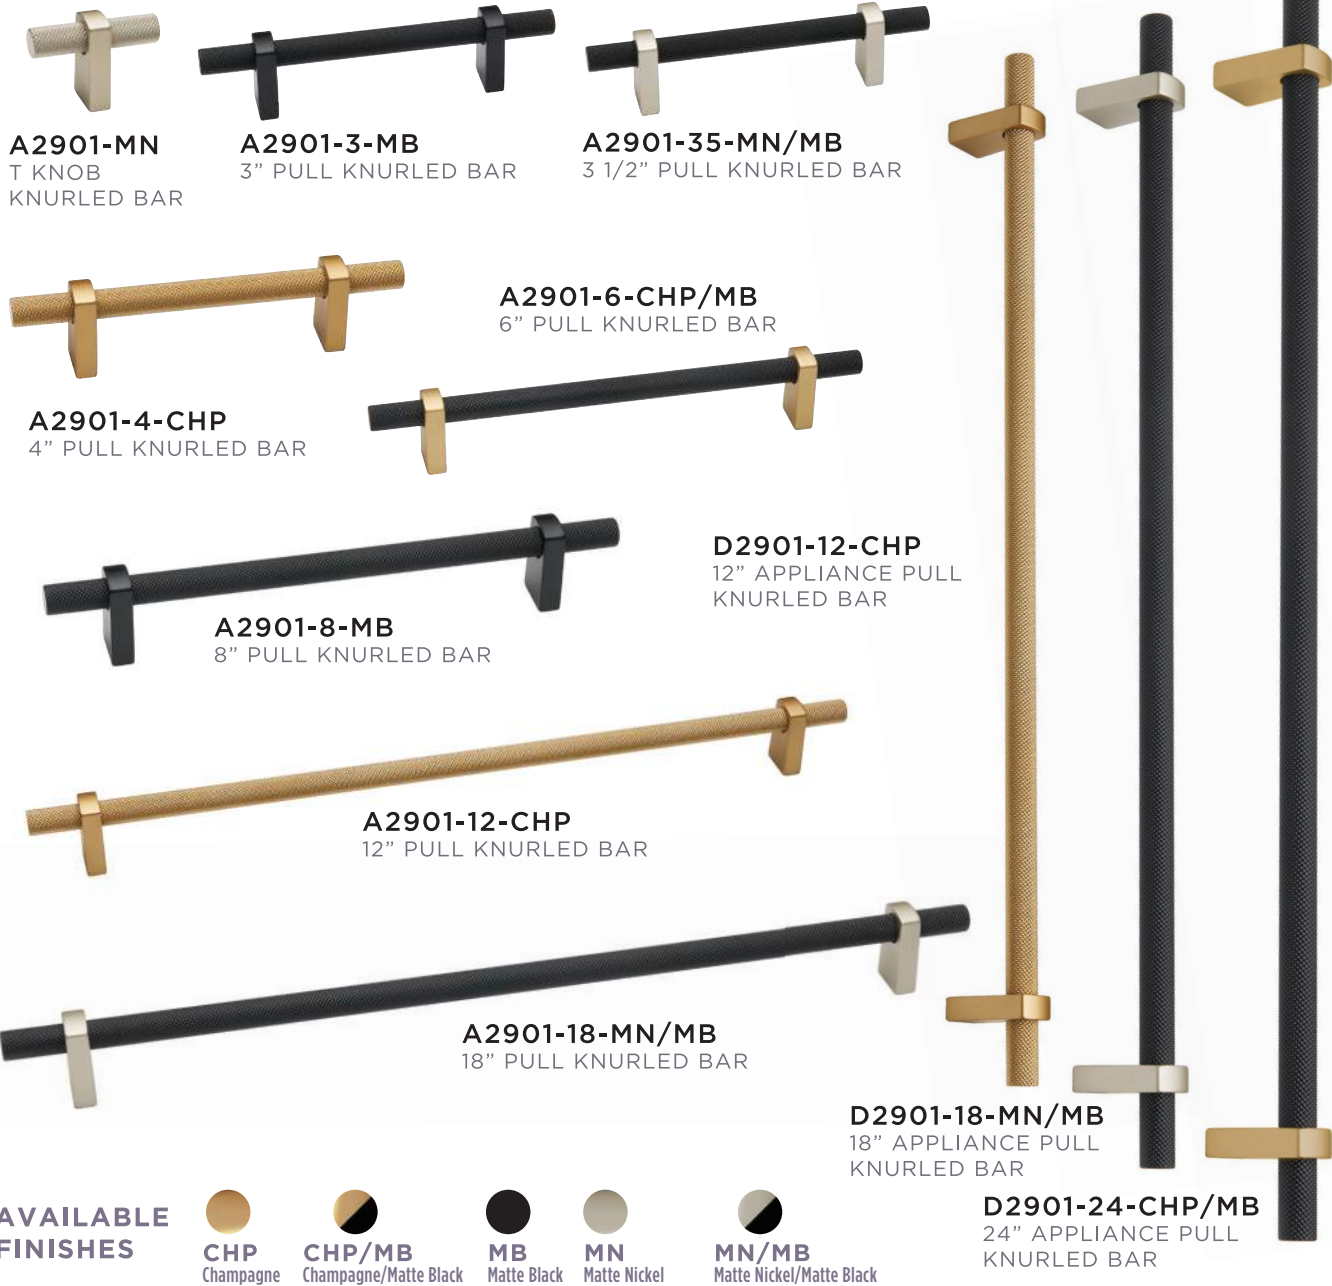 A2901-MN
T KNOB
KNURLED BAR
A2901-3-MB
3” PULL KNURLED BAR
A2901-35-MN/MB
3 1/2” PULL KNURLED BAR
A2901-6-CHP/MB
6” PULL KNURLED BAR
A2901-4-CHP
4” PULL KNURLED BAR
D2901-12-CHP
12” APPLIANCE PULL
KNURLED BAR
A2901-8-MB
8” PULL KNURLED BAR
A2901-12-CHP
12” PULL KNURLED BAR
A2901-18-MN/MB
18” PULL KNURLED BAR
D2901-18-MN/MB
18” APPLIANCE PULL
KNURLED BAR
D2901-24-CHP/MB
24” APPLIANCE PULL
KNURLED BAR
AVAILABLE
FINISHES
CHP
Champagne
CHP/MB
Champagne/Matte Black
MB
Matte Black
MN
Matte Nickel
MN/MB
Matte Nickel/Matte Black